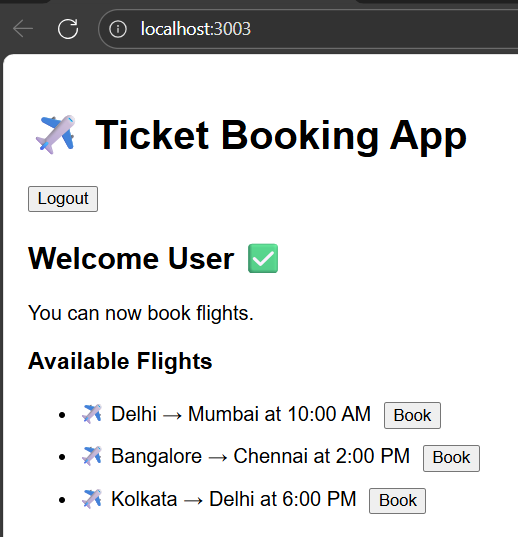 localhost:3003
✈️ Ticket Booking App
Logout
Welcome User ✅
You can now book flights.
Available Flights
• ✈️ Delhi → Mumbai at 10:00 AM Book
• ✈️ Bangalore → Chennai at 2:00 PM Book
• ✈️ Kolkata → Delhi at 6:00 PM Book